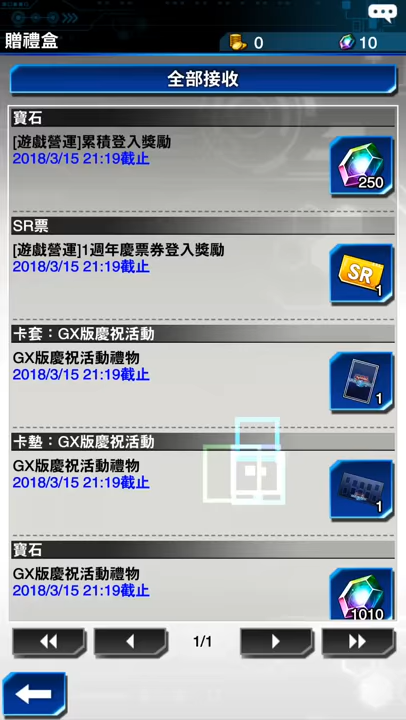 贈禮盒
0
10
全部接收
寶石
[遊戲營運]累積登入獎勵
2018/3/15 21:19截止
250
SR票
[遊戲營運]1週年慶票券登入獎勵
2018/3/15 21:19截止
SR
1
卡套：GX版慶祝活動
GX版慶祝活動禮物
2018/3/15 21:19截止
1
卡墊：GX版慶祝活動
GX版慶祝活動禮物
2018/3/15 21:19截止
1
寶石
GX版慶祝活動禮物
2018/3/15 21:19截止
1010
1/1